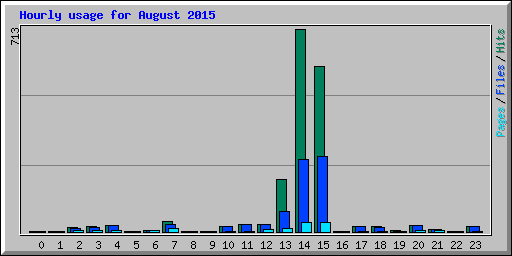 Hourly usage for August 2015
713
Pages/Files/Hits
0 1 2 3 4 5 6 7 8 9 10 11 12 13 14 15 16 17 18 19 20 21 22 23